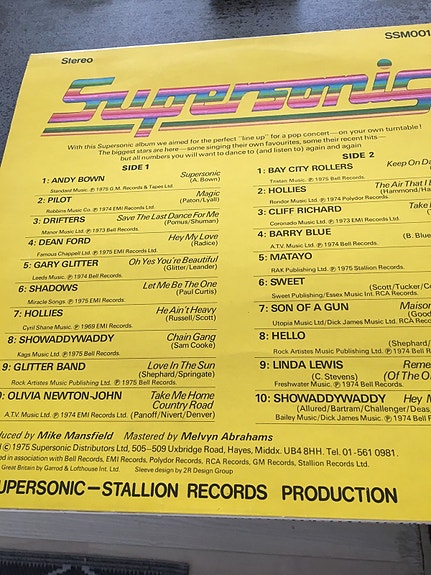 Stereo
SSM001
Supersonic
With this Supersonic album we aimed for the perfect "line up" for a pop concert—on your own turntable!
The biggest stars are here—some singing their own favourites, some their recent hits—
but all numbers you will want to dance to (and listen to) again and again
SIDE 1
1: ANDY BOWN Supersonic
Standard Music. ℗ 1975 G.M. Records & Tapes Ltd. (A. Bown)
2: PILOT Magic
Robbins Music Co. ℗ 1974 EMI Records Ltd. (Paton/Lyall)
3: DRIFTERS Save The Last Dance For Me
Manor Music Ltd. ℗ 1973 Bell Records. (Pomus/Shuman)
4: DEAN FORD Hey My Love
Famous Chappell Ltd. ℗ 1975 EMI Records Ltd. (Radice)
5: GARY GLITTER Oh Yes You're Beautiful
Leeds Music. ℗ 1974 Bell Records. (Glitter/Leander)
6: SHADOWS Let Me Be The One
Miracle Songs ℗ 1975 EMI Records. (Paul Curtis)
7: HOLLIES He Ain't Heavy
Cyril Shane Music. ℗ 1969 EMI Records. (Russell/Scott)
8: SHOWADDYWADDY Chain Gang
Kags Music Ltd. ℗ 1975 Bell Records. (Sam Cooke)
9: GLITTER BAND Love In The Sun
Rock Artistes Music Publishing Ltd. ℗ 1975 Bell Records. (Shephard/Springate)
0: OLIVIA NEWTON-JOHN Take Me Home
Country Road
A.T.V. Music Ltd. ℗ 1974 EMI Records Ltd. (Panoff/Nivert/Denver)
SIDE 2
1: BAY CITY ROLLERS Keep On Da
Tristan Music. ℗ 1975 Bell Records.
2: HOLLIES The Air That I B
Rondor Music Ltd. ℗ 1974 Polydor Records. (Hammond/Ha
3: CLIFF RICHARD Take
Coronado Music Ltd. ℗ 1973 EMI Records Ltd.
4: BARRY BLUE
A.T.V. Music Ltd. ℗ 1974 Bell Records. (B. Blue
5: MATAYO
RAK Publishing Ltd. ℗ 1975 Stallion Records.
6: SWEET (Scott/Tucker/Co
Sweet Publishing/Essex Music Int. RCA Records.
7: SON OF A GUN Maison
Utopia Music Ltd/Dick James Music Ltd, RCA Reco (Good
8: HELLO (Shephard/
Rock Artistes Music Publishing Ltd. ℗ 1974 Bell Records.
9: LINDA LEWIS Reme
(C. Stevens) (Of The O
Freshwater Music. ℗ 1974 Records.
10: SHOWADDYWADDY Hey M
(Allured/Bartram/Challenger/Deas,
Bailey Music/Dick James Music Ltd. ℗ 1974 Bell Re
duced by Mike Mansfield Mastered by Melvyn Abrahams
© 1975 Supersonic Distributors Ltd, 505–509 Uxbridge Road, Hayes, Middx. UB4 8HH. Tel. 01-561 0981.
ed in association with Bell Records, EMI Records, Polydor Records, RCA Records, GM Records, Stallion Records Ltd.
Great Britain by Garrod & Lofthouse Int. Ltd. Sleeve design by 2R Design Group
UPERSONIC—STALLION RECORDS PRODUCTION